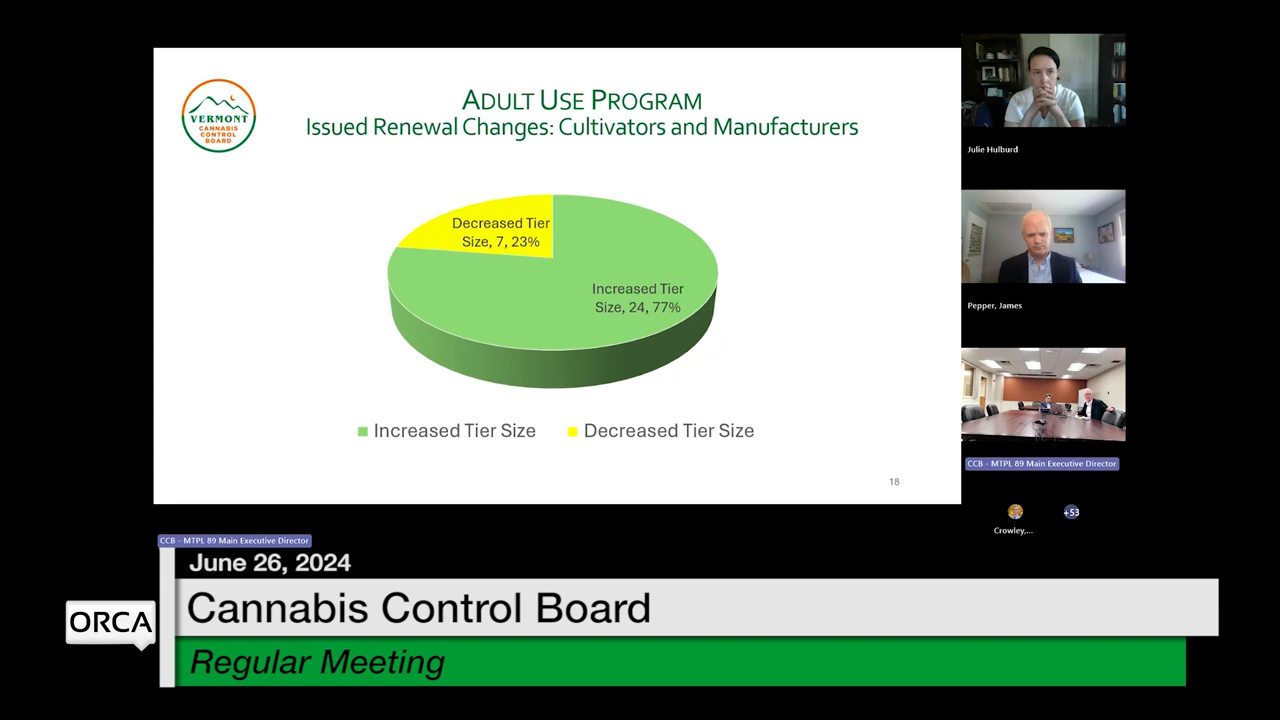 VERMONT
CANNABIS
CONTROL
BOARD
ADULT USE PROGRAM
Issued Renewal Changes: Cultivators and Manufacturers
Decreased Tier
Size, 7, 23%
Increased Tier
Size, 24, 77%
Increased Tier Size
Decreased Tier Size
18
Julie Hulburd
Pepper, James
CCB - MTPL 89 Main Executive Director
Crowley,...
+53
CCB - MTPL 89 Main Executive Director
June 26, 2024
ORCA
Cannabis Control Board
Regular Meeting